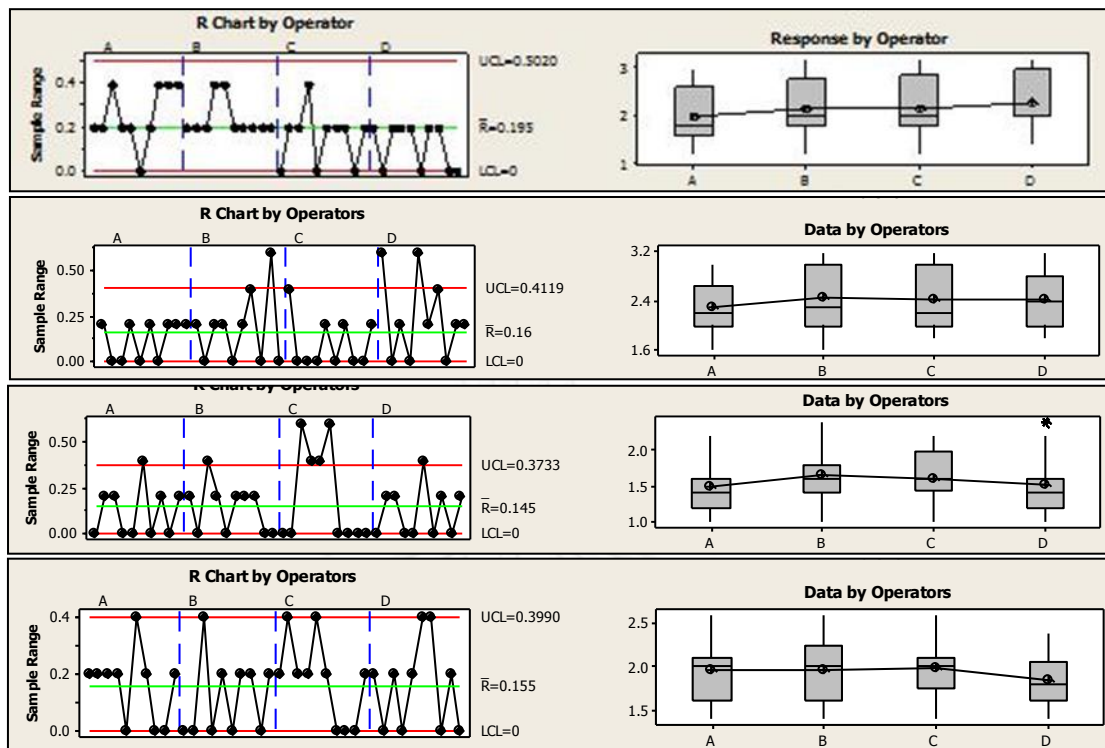 R Chart by Operator
A B C D
Sample Range
0.4
0.2
0.0
UCL=0.5020
R̅=0.195
LCL=0
Response by Operator
3
2
1
A B C D
R Chart by Operators
A B C D
Sample Range
0.50
0.25
0.00
UCL=0.4119
R̅=0.16
LCL=0
Data by Operators
3.2
2.4
1.6
A B C D
R Chart by Operators
A B C D
Sample Range
0.50
0.25
0.00
UCL=0.3733
R̅=0.145
LCL=0
Data by Operators
2.0
1.5
1.0
A B C D
R Chart by Operators
A B C D
Sample Range
0.4
0.2
0.0
UCL=0.3990
R̅=0.155
LCL=0
Data by Operators
2.5
2.0
1.5
A B C D